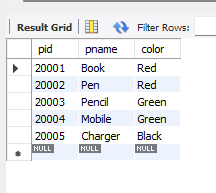 Result Grid Filter Rows:
pid pname color
20001 Book Red
20002 Pen Red
20003 Pencil Green
20004 Mobile Green
20005 Charger Black
NULL NULL NULL